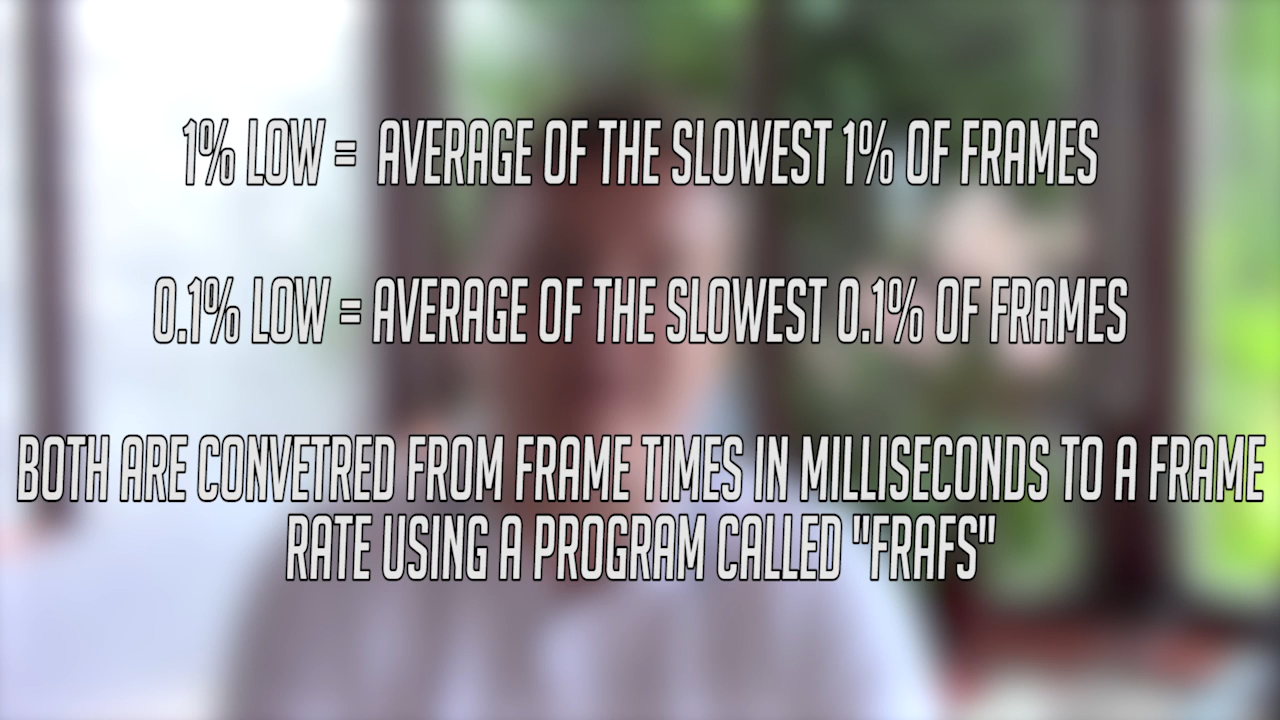 1% LOW = AVERAGE OF THE SLOWEST 1% OF FRAMES
0.1% LOW = AVERAGE OF THE SLOWEST 0.1% OF FRAMES
BOTH ARE CONVETRED FROM FRAME TIMES IN MILLISECONDS TO A FRAME
RATE USING A PROGRAM CALLED "FRAFS"